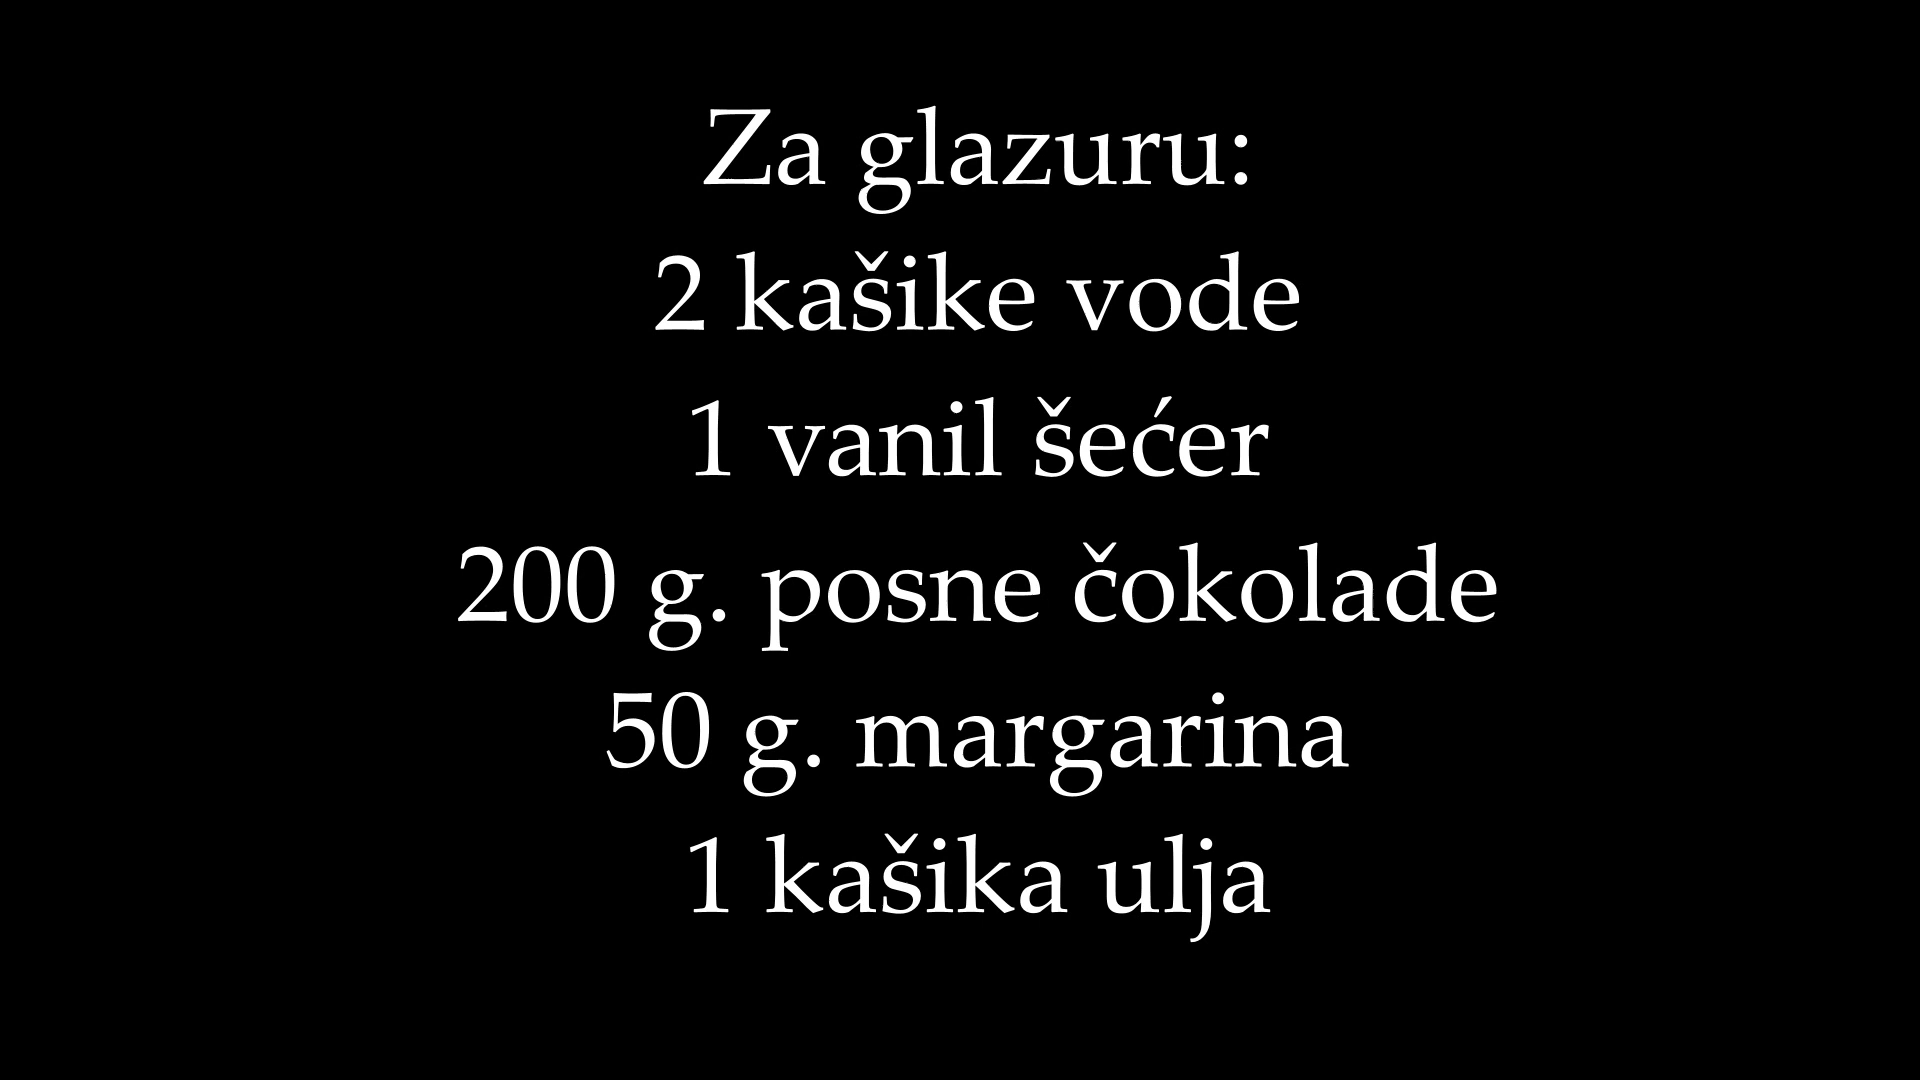 Za glazuru:
2 kašike vode
1 vanil šećer
200 g. posne čokolade
50 g. margarina
1 kašika ulja